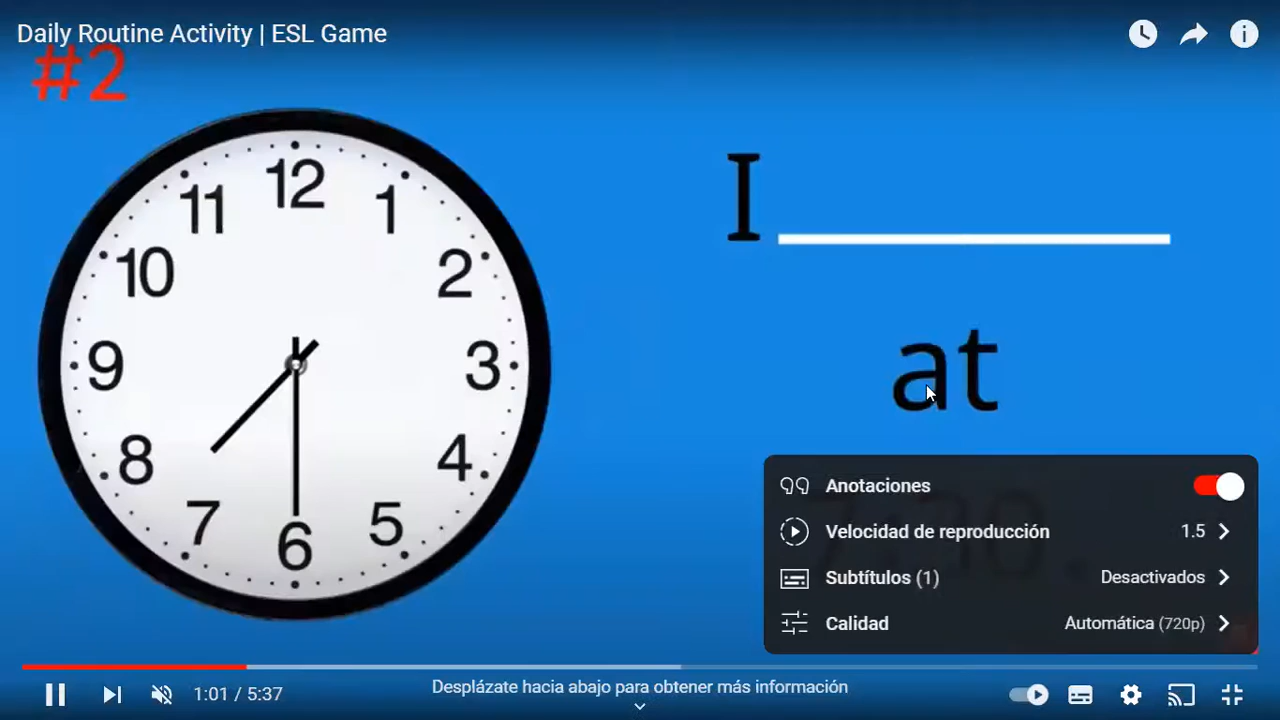 Daily Routine Activity | ESL Game
#2
12
11
1
10
2
9
3
8
4
7
5
6
I
at
7:30.
Anotaciones
Velocidad de reproducción 1.5
Subtítulos (1) Desactivados
Calidad Automática (720p)
1:01 / 5:37
Desplázate hacia abajo para obtener más información